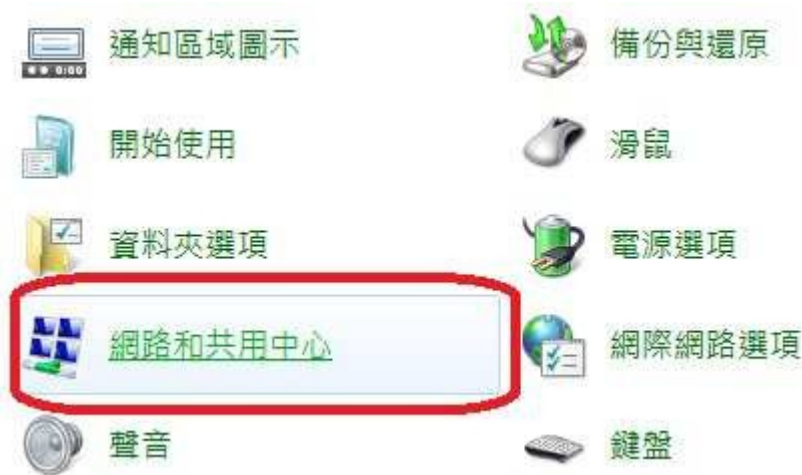 通知區域圖示
備份與還原
0:00
開始使用
滑鼠
資料夾選項
電源選項
網路和共用中心
網際網路選項
聲音
鍵盤